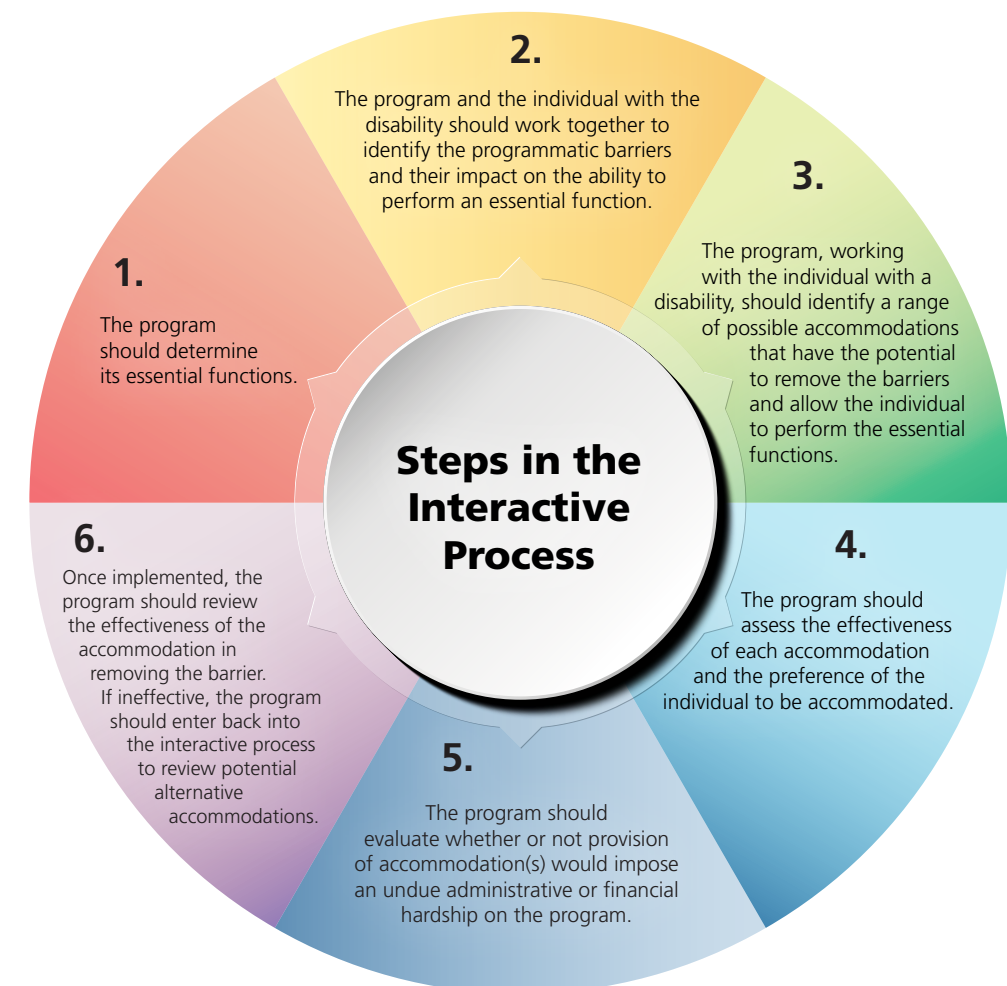 Steps in the
Interactive
Process
1.
The program
should determine
its essential functions.
2.
The program and the individual with the
disability should work together to
identify the programmatic barriers
and their impact on the ability to
perform an essential function.
3.
The program, working
with the individual with a
disability, should identify a range
of possible accommodations
that have the potential
to remove the barriers
and allow the individual
to perform the essential
functions.
4.
The program should
assess the effectiveness
of each accommodation
and the preference of the
individual to be accommodated.
5.
The program should
evaluate whether or not provision
of accommodation(s) would impose
an undue administrative or financial
hardship on the program.
6.
Once implemented, the
program should review
the effectiveness of the
accommodation in
removing the barrier.
If ineffective, the program
should enter back into
the interactive process
to review potential
alternative
accommodations.